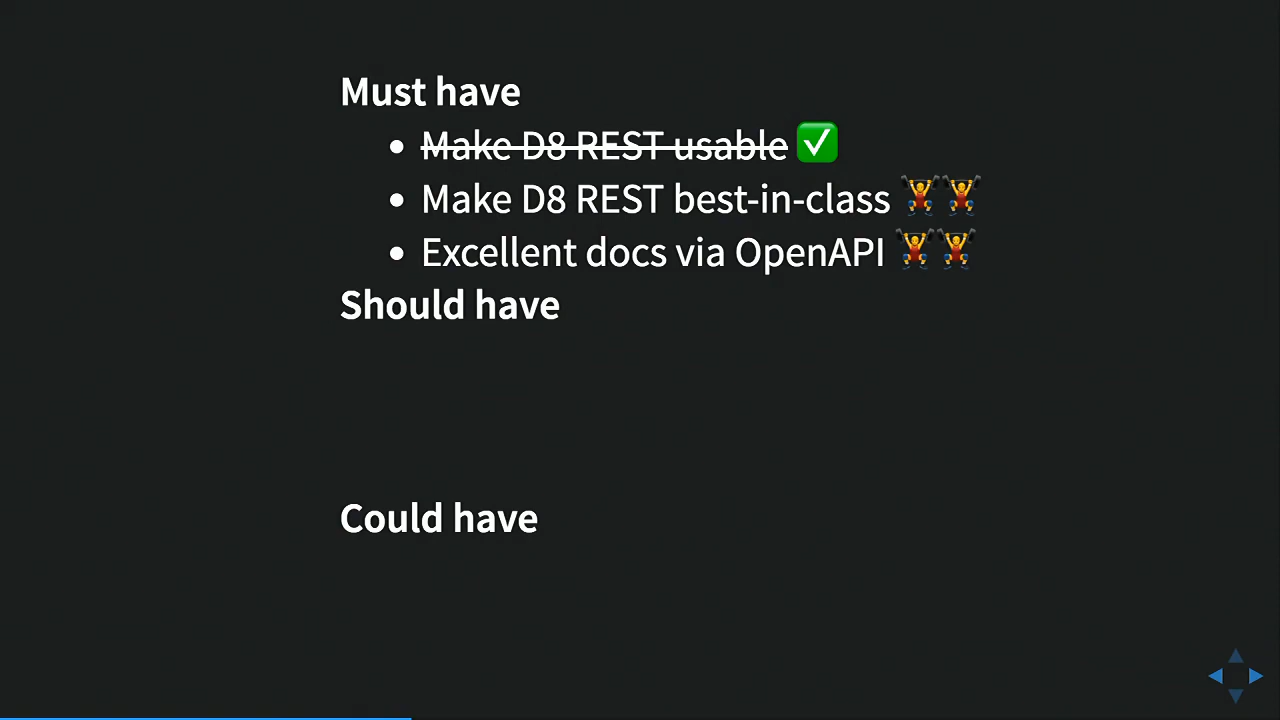 Must have
Make D8 REST usable ✅
Make D8 REST best-in-class 🏋️🏋️
Excellent docs via OpenAPI 🏋️🏋️
Should have
Could have